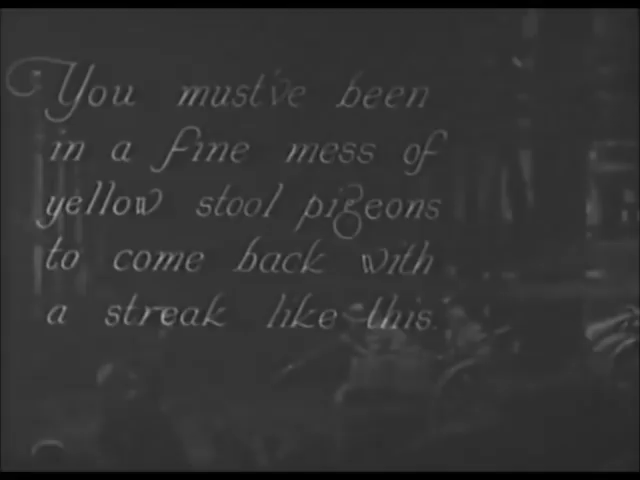 You must've been
in a fine mess of
yellow stool pigeons
to come back with
a streak like this.